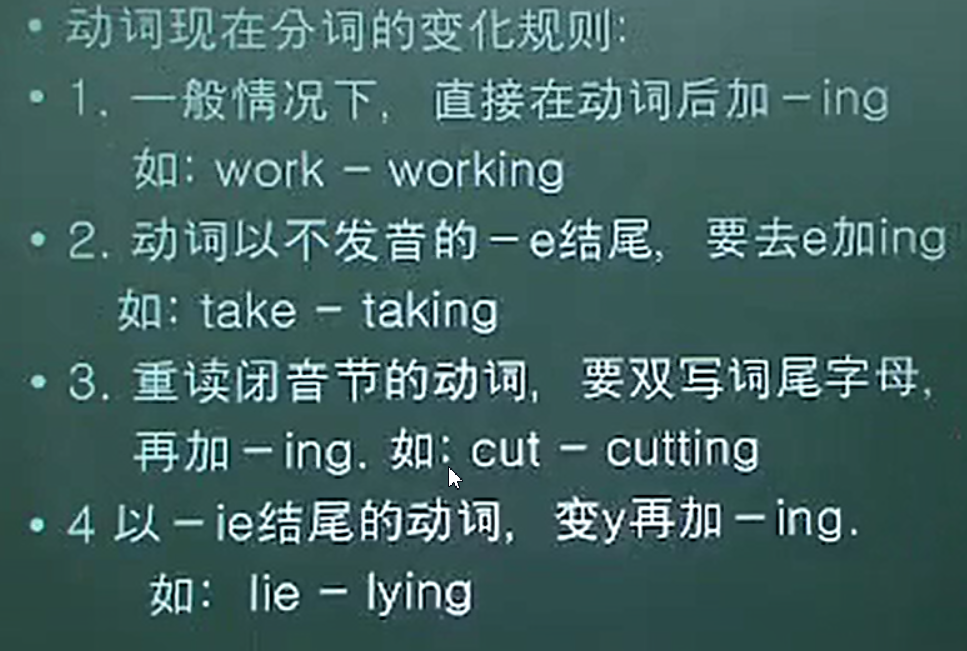 • 动词现在分词的变化规则:
• 1. 一般情况下, 直接在动词后加－ing
如: work － working
• 2. 动词以不发音的－e结尾, 要去e加ing
如: take － taking
• 3. 重读闭音节的动词, 要双写词尾字母,
再加－ing. 如: cut － cutting
• 4 以－ie结尾的动词, 变y再加－ing.
如: lie － lying